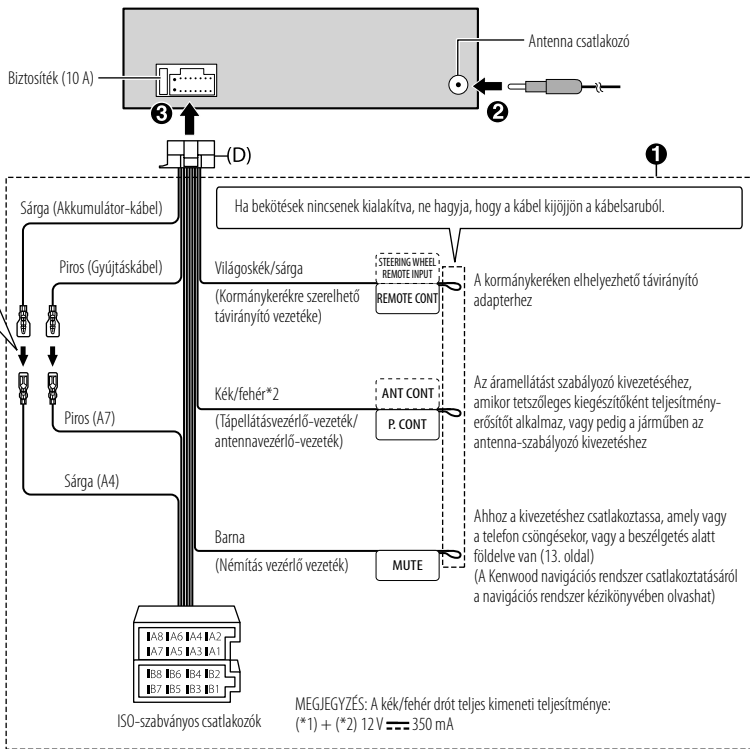 Antenna csatlakozó
Biztosíték (10 A)
❸
❷
(D)
❶
Sárga (Akkumulátor-kábel)
Ha bekötések nincsenek kialakítva, ne hagyja, hogy a kábel kijöjjön a kábelsaruból.
Piros (Gyújtáskábel)
Világoskék/sárga
(Kormánykerékre szerelhető
távirányító vezetéke)
STEERING WHEEL
REMOTE INPUT
REMOTE CONT
A kormánykeréken elhelyezhető távirányító
adapterhez
Kék/fehér*2
(Tápellátásvezérlő-vezeték/
antennavezérlő-vezeték)
ANT CONT
P. CONT
Az áramellátást szabályozó kivezetéséhez,
amikor tetszőleges kiegészítőként teljesítmény-
erősítőt alkalmaz, vagy pedig a járműben az
antenna-szabályozó kivezetéshez
Piros (A7)
Sárga (A4)
Barna
(Némítás vezérlő vezeték)
MUTE
Ahhoz a kivezetéshez csatlakoztassa, amely vagy
a telefon csöngésekor, vagy a beszélgetés alatt
földelve van (13. oldal)
(A Kenwood navigációs rendszer csatlakoztatásáról
a navigációs rendszer kézikönyvében olvashat)
A8 A6 A4 A2
A7 A5 A3 A1
B8 B6 B4 B2
B7 B5 B3 B1
ISO-szabványos csatlakozók
MEGJEGYZÉS: A kék/fehér drót teljes kimeneti teljesítménye:
(*1) + (*2) 12 V ⎓ 350 mA